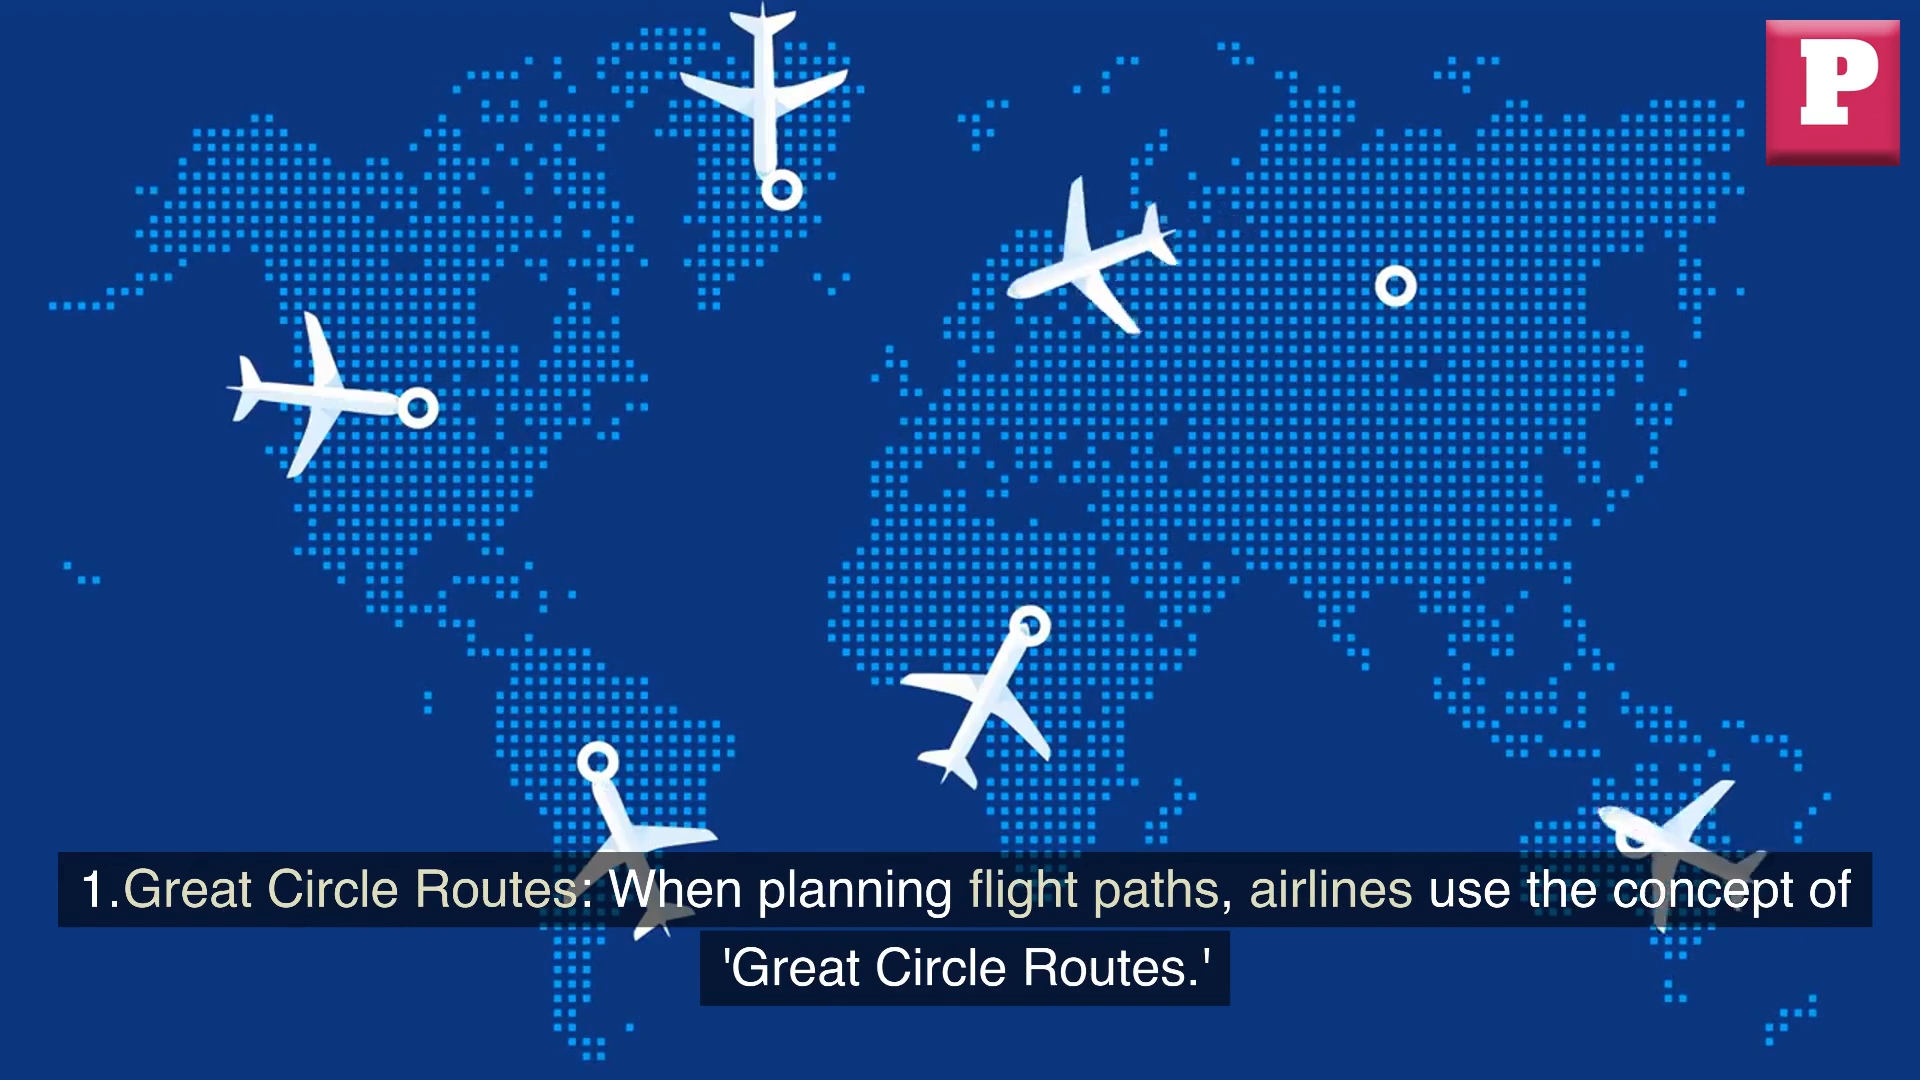 P
1.Great Circle Routes: When planning flight paths, airlines use the concept of
'Great Circle Routes.'